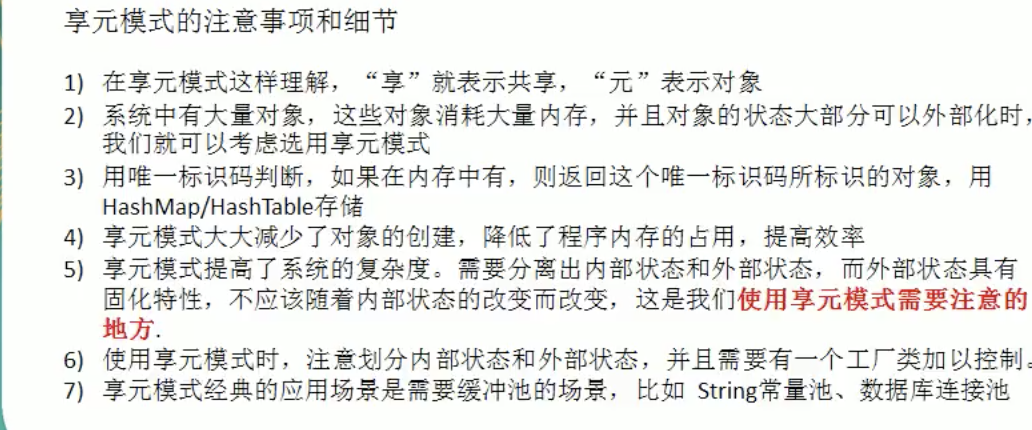 享元模式的注意事项和细节
1) 在享元模式这样理解，“享”就表示共享，“元”表示对象
2) 系统中有大量对象，这些对象消耗大量内存，并且对象的状态大部分可以外部化时，
我们就可以考虑选用享元模式
3) 用唯一标识码判断，如果在内存中有，则返回这个唯一标识码所标识的对象，用
HashMap/HashTable存储
4) 享元模式大大减少了对象的创建，降低了程序内存的占用，提高效率
5) 享元模式提高了系统的复杂度。需要分离出内部状态和外部状态，而外部状态具有
固化特性，不应该随着内部状态的改变而改变，这是我们使用享元模式需要注意的
地方.
6) 使用享元模式时，注意划分内部状态和外部状态，并且需要有一个工厂类加以控制。
7) 享元模式经典的应用场景是需要缓冲池的场景，比如 String常量池、数据库连接池